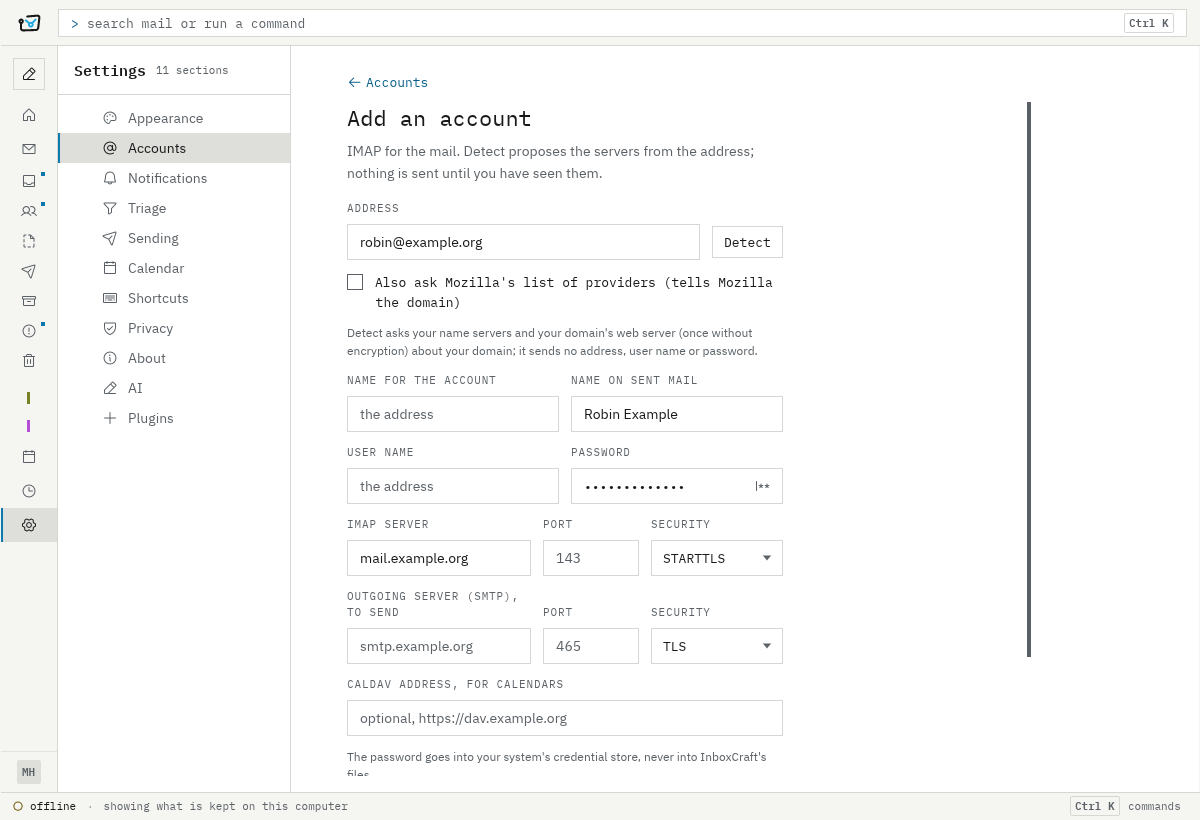 > search mail or run a command
Ctrl K
Settings 11 sections
Appearance
Accounts
Notifications
Triage
Sending
Calendar
Shortcuts
Privacy
About
AI
Plugins
MH
← Accounts
Add an account
IMAP for the mail. Detect proposes the servers from the address;
nothing is sent until you have seen them.
ADDRESS
robin@example.org
Detect
Also ask Mozilla's list of providers (tells Mozilla
the domain)
Detect asks your name servers and your domain's web server (once without
encryption) about your domain; it sends no address, user name or password.
NAME FOR THE ACCOUNT
NAME ON SENT MAIL
the address
Robin Example
USER NAME
PASSWORD
the address
•••••••••••••
IMAP SERVER
PORT
SECURITY
mail.example.org
143
STARTTLS
OUTGOING SERVER (SMTP),
TO SEND
PORT
SECURITY
smtp.example.org
465
TLS
CALDAV ADDRESS, FOR CALENDARS
optional, https://dav.example.org
The password goes into your system's credential store, never into InboxCraft's
files.
offline · showing what is kept on this computer
Ctrl K commands